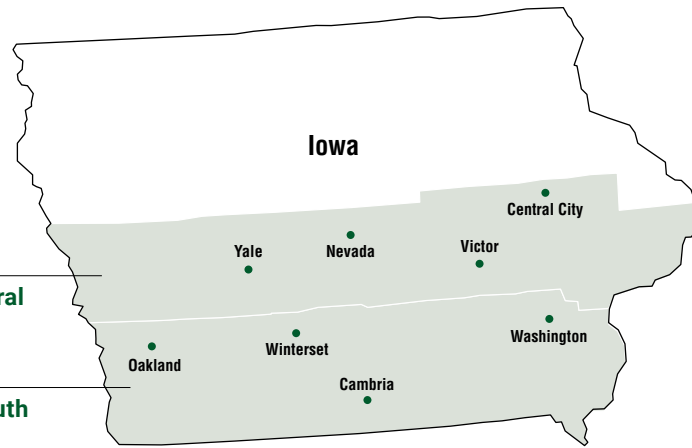 Iowa
Central City
Yale
Nevada
Victor
ral
Oakland
Winterset
Washington
Cambria
uth